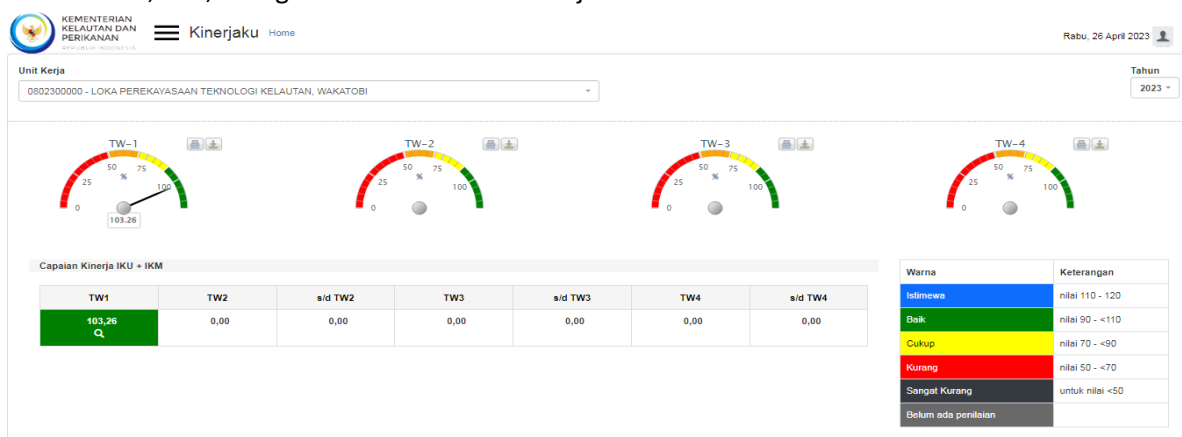 KEMENTERIAN
KELAUTAN DAN
PERIKANAN
REPUBLIK INDONESIA
Kinerjaku Home
Rabu, 26 April 2023
Unit Kerja
Tahun
0802300000 - LOKA PEREKAYASAAN TEKNOLOGI KELAUTAN, WAKATOBI
2023
TW-1
0 25 50 75 100
%
103.26
TW-2
0 25 50 75 100
%
TW-3
0 25 50 75 100
%
TW-4
0 25 50 75 100
%
Capaian Kinerja IKU + IKM
TW1 TW2 s/d TW2 TW3 s/d TW3 TW4 s/d TW4
103,26 0,00 0,00 0,00 0,00 0,00 0,00
Warna Keterangan
Istimewa nilai 110 - 120
Baik nilai 90 - <110
Cukup nilai 70 - <90
Kurang nilai 50 - <70
Sangat Kurang untuk nilai <50
Belum ada penilaian